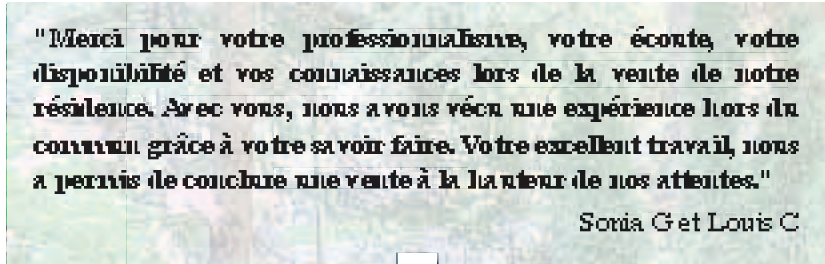 "Merci pour votre professionnalisme, votre écoute, votre
disponibilité et vos connaissances lors de la vente de notre
résidence. Avec vous, nous avons vécu une expérience hors du
commun grâce à votre savoir faire. Votre excellent travail, nous
a permis de conclure une vente à la hauteur de nos attentes."
Sonia G et Louis C